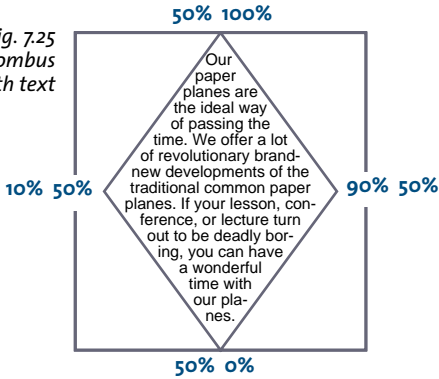 50% 100%
ig. 7.25
ombus
th text
Our
paper
planes are
the ideal way
of passing the
time. We offer a lot
of revolutionary brand-
new developments of the
traditional common paper
planes. If your lesson, con-
ference, or lecture turn
out to be deadly bor-
ing, you can have
a wonderful
time with
our pla-
nes.
10% 50%
90% 50%
50% 0%